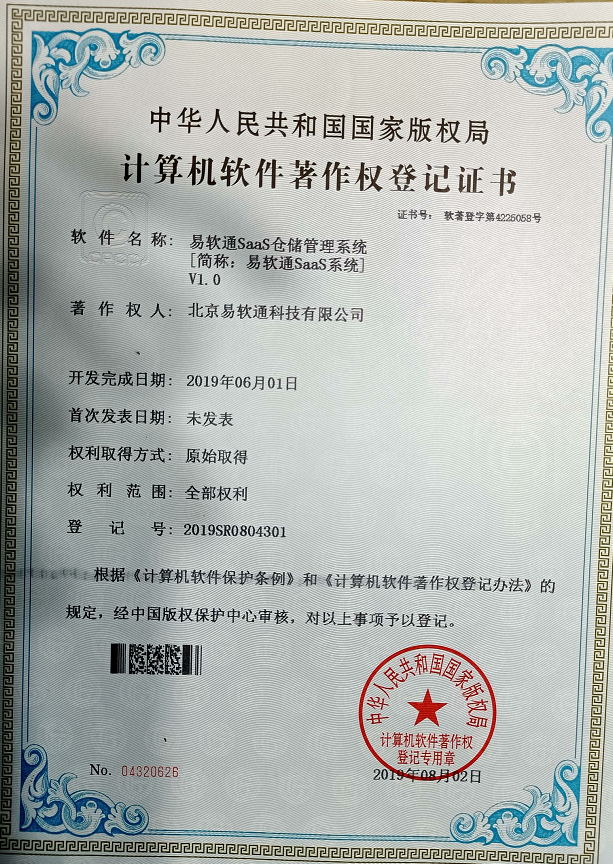 中华人民共和国国家版权局
计算机软件著作权登记证书
证书号： 软著登字第4225058号
CPCC
软件名称： 易软通SaaS仓储管理系统
[简称：易软通SaaS系统]
V1.0
著作权人： 北京易软通科技有限公司
开发完成日期： 2019年06月01日
首次发表日期： 未发表
权利取得方式： 原始取得
权利范围： 全部权利
登记号： 2019SR0804301
根据《计算机软件保护条例》和《计算机软件著作权登记办法》的
规定，经中国版权保护中心审核，对以上事项予以登记。
中华人民共和国国家版权局
计算机软件著作权
登记专用章
No. 04320626
2019年08月02日